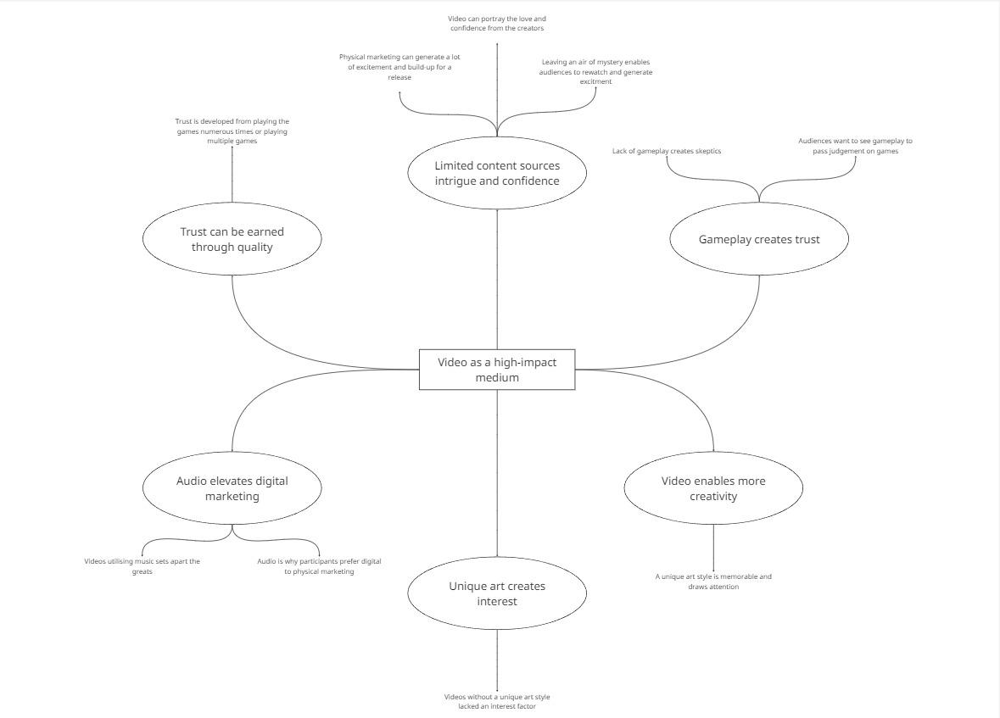 Video can portray the love and
confidence from the creators
Physical marketing can generate a lot
of excitement and build-up for a
release
Leaving an air of mystery enables
audiences to rewatch and generate
excitment
Trust is developed from playing the
games numerous times or playing
multiple games
Lack of gameplay creates skeptics
Audiences want to see gameplay to
pass judgement on games
Limited content sources
intrigue and confidence
Trust can be earned
through quality
Gameplay creates trust
Video as a high-impact
medium
Audio elevates digital
marketing
Video enables more
creativity
Videos utilising music sets apart the
greats
Audio is why participants prefer digital
to physical marketing
A unique art style is memorable and
draws attention
Unique art creates
interest
Videos without a unique art style
lacked an interest factor